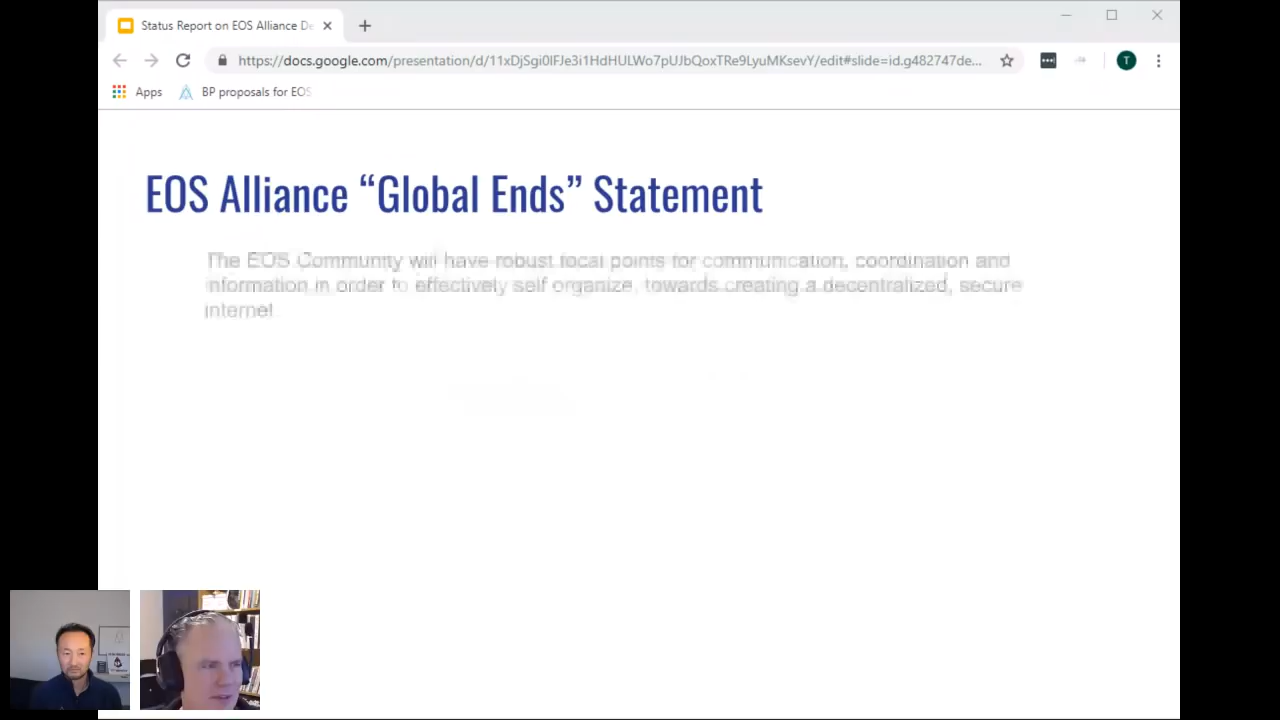 Status Report on EOS Alliance De
https://docs.google.com/presentation/d/11xDjSgi0IFJe3i1HdHULWo7pUJbQoxTRe9LyuMKsevY/edit#slide=id.g482747de...
T
Apps
BP proposals for EOS
EOS Alliance “Global Ends” Statement
The EOS Community will have robust focal points for communication, coordination and
information in order to effectively self organize, towards creating a decentralized, secure
internet